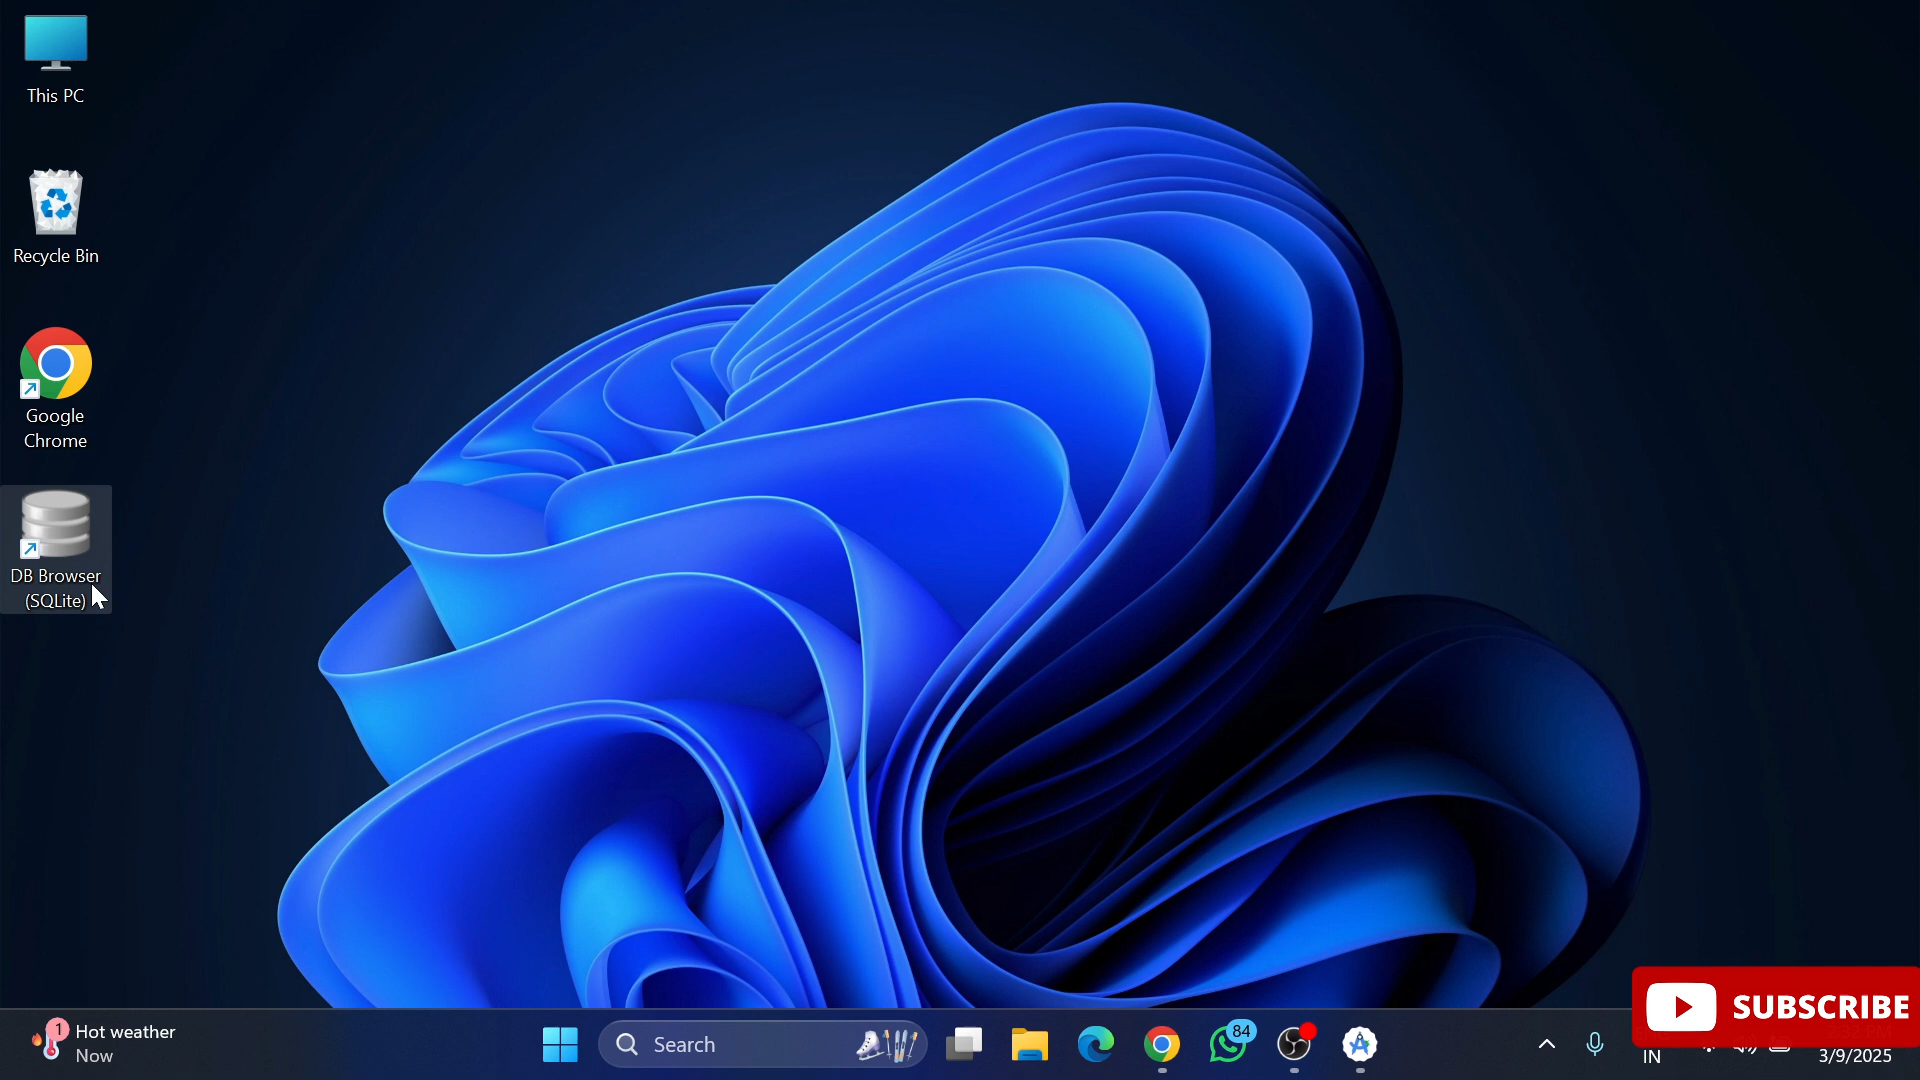 This PC
Recycle Bin
Google
Chrome
DB Browser
(SQLite)
1
Hot weather
Now
Search
84
SUBSCRIBE
IN
3/9/2025